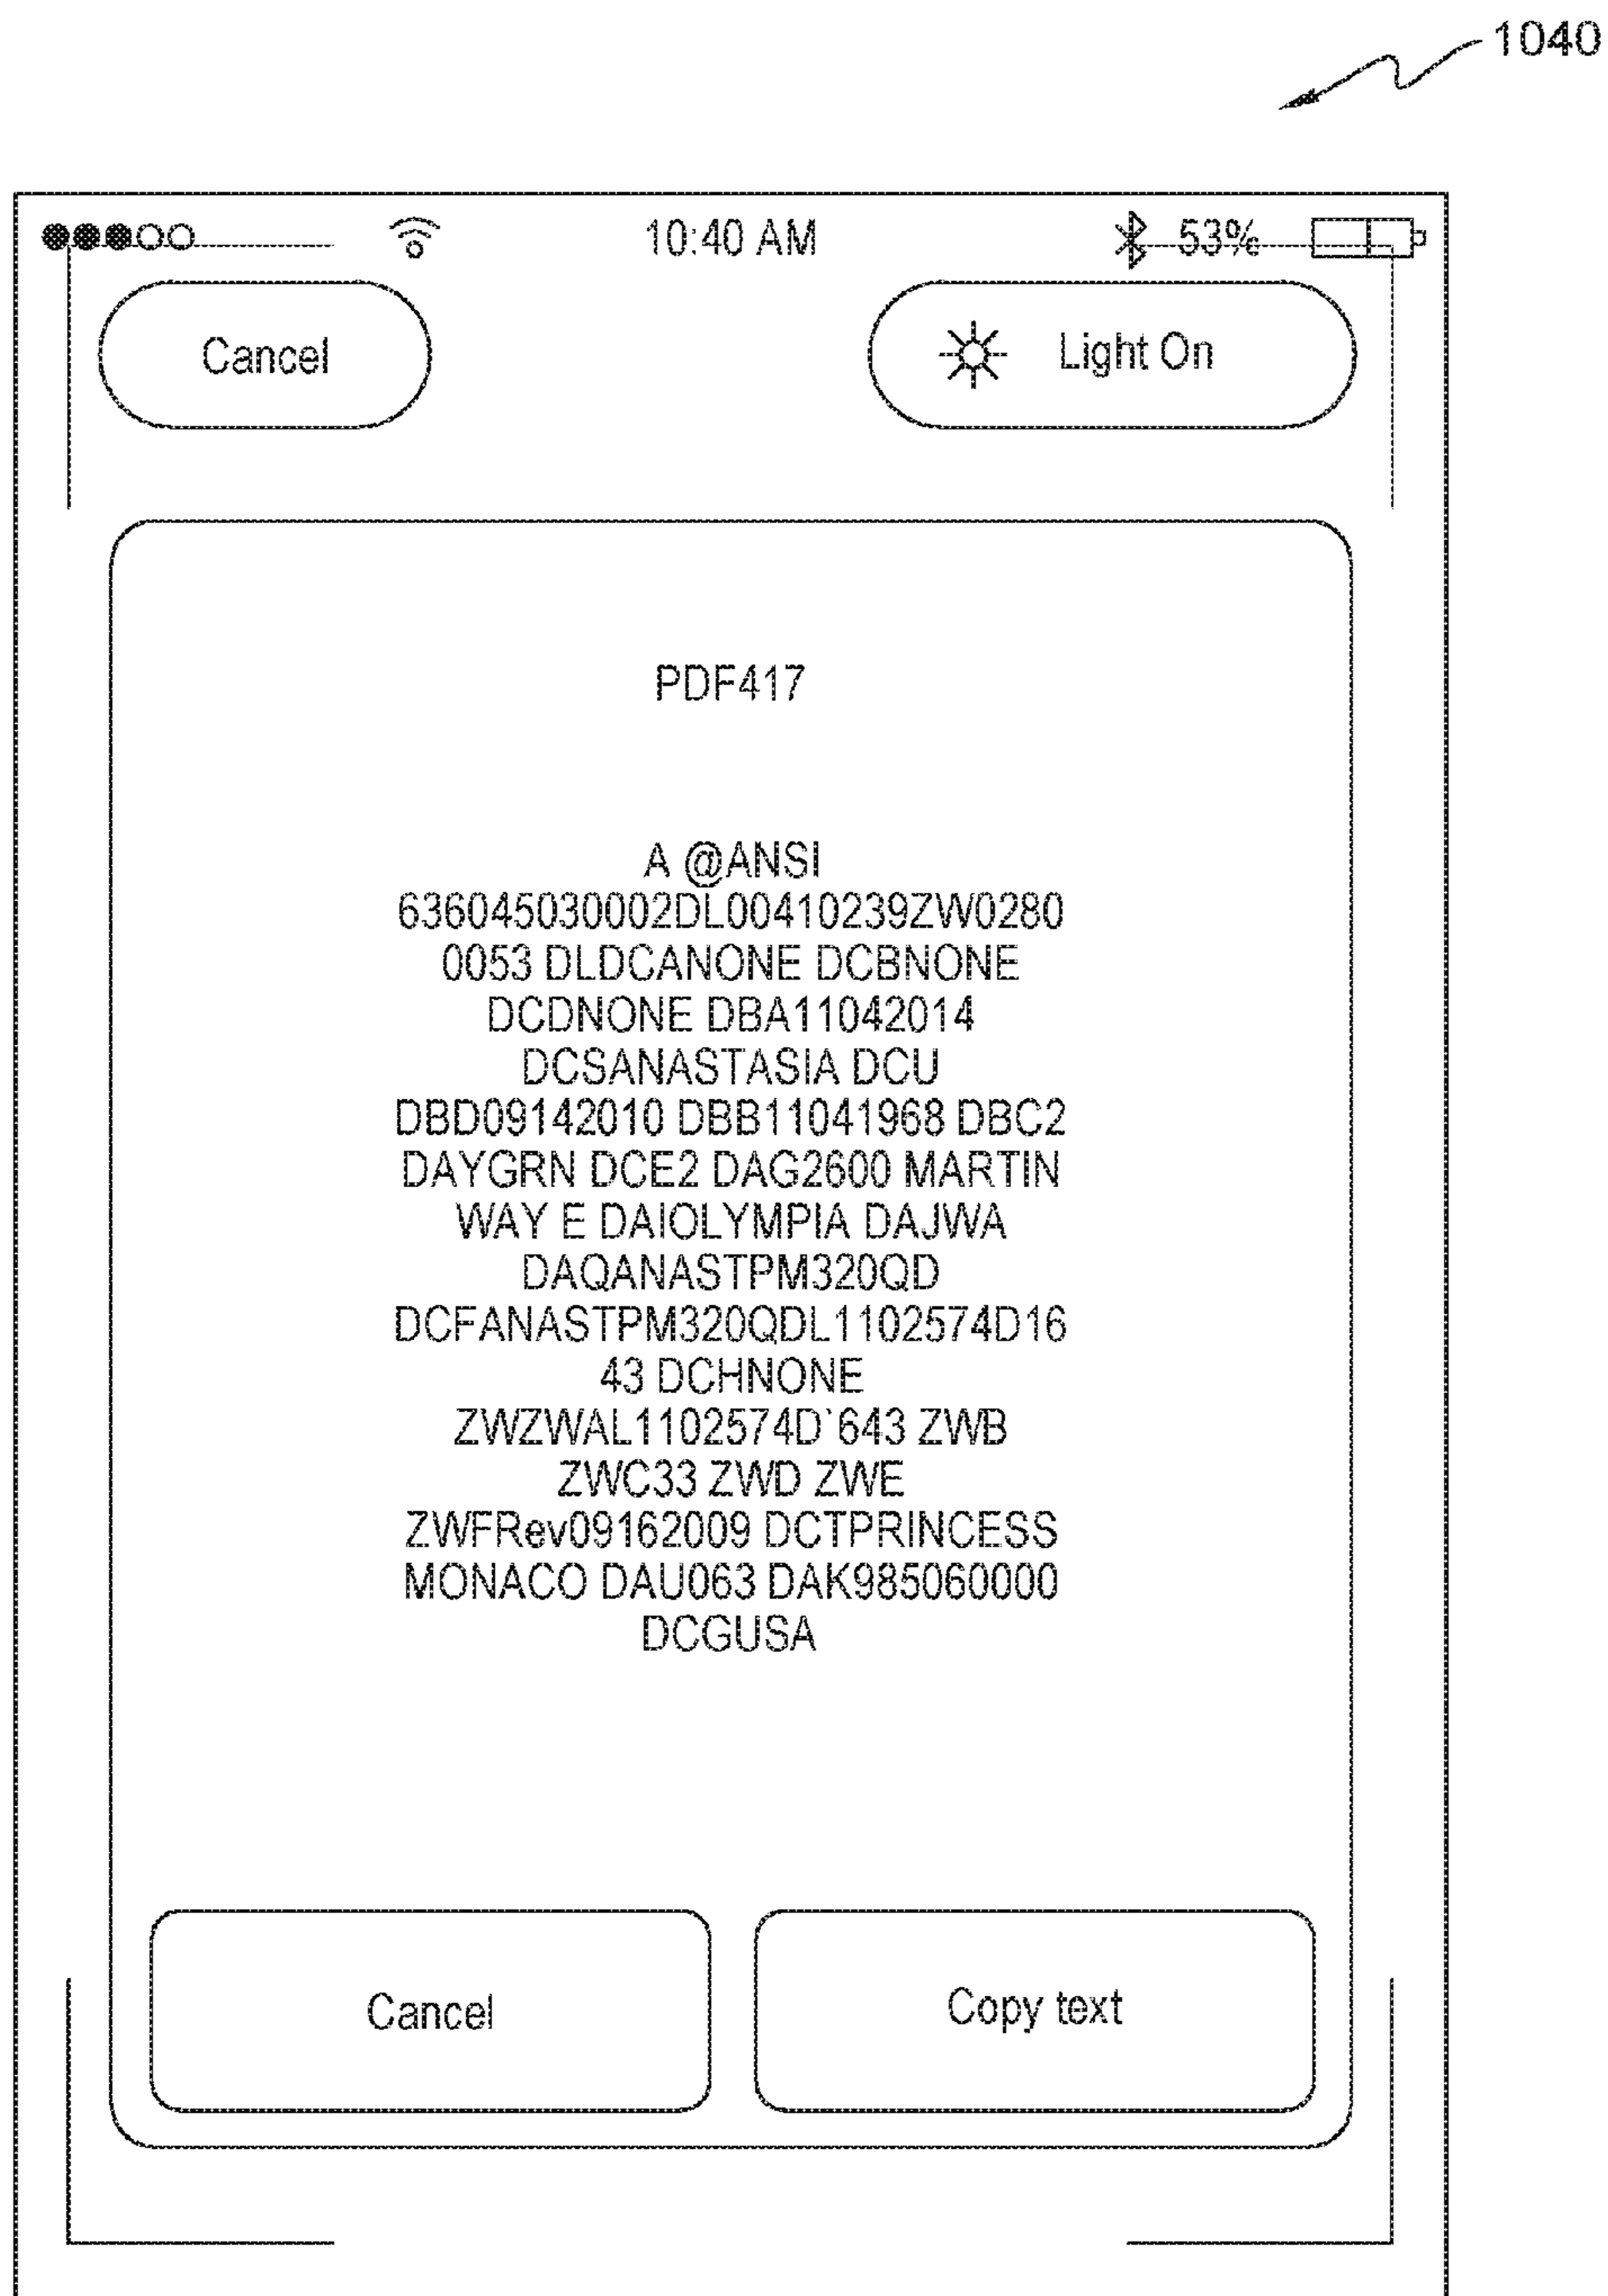 1040
10:40 AM 53%
Cancel Light On
PDF417
A @ANSI
636045030002DL00410239ZW0280
0053 DLDCANONE DCBNONE
DCDNONE DBA11042014
DCSANASTASIA DCU
DBD09142010 DBB11041968 DBC2
DAYGRN DCE2 DAG2600 MARTIN
WAY E DAIOLYMPIA DAJWA
DAQANASTPM320QD
DCFANASTPM320QDL1102574D16
43 DCHNONE
ZWZWAL1102574D`643 ZWB
ZWC33 ZWD ZWE
ZWFRev09162009 DCTPRINCESS
MONACO DAU063 DAK985060000
DCGUSA
Cancel Copy text